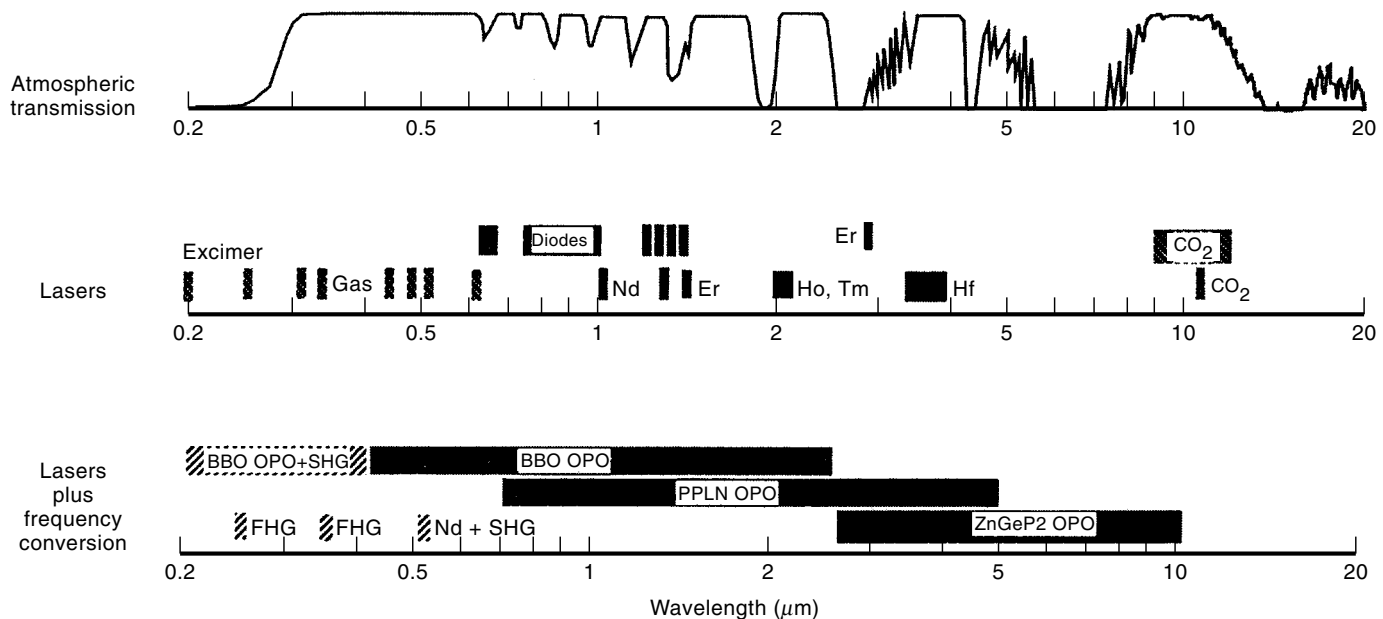 Atmospheric
transmission
0.2 0.5 1 2 5 10 20
Excimer Diodes Er CO2
Lasers Gas Nd Er Ho, Tm Hf CO2
0.2 0.5 1 2 5 10 20
Lasers
plus
frequency
conversion
BBO OPO+SHG BBO OPO
PPLN OPO
FHG FHG Nd + SHG ZnGeP2 OPO
0.2 0.5 1 2 5 10 20
Wavelength (μm)